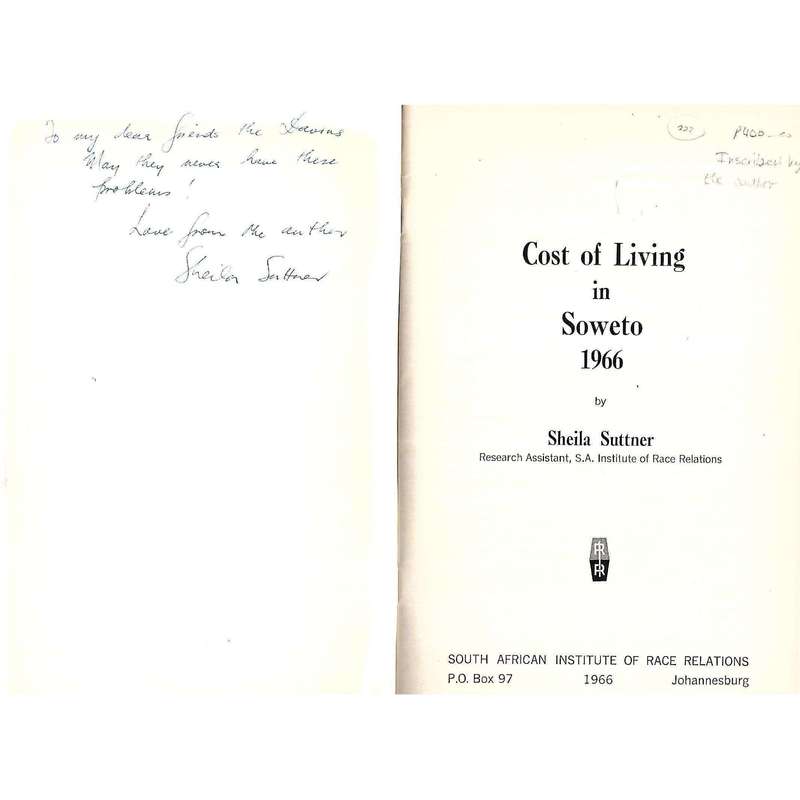 To my dear friends the
May they never have these
problems!
Love from the author
Sheila Suttner
P400-00
Inscribed by
the author
Cost of Living
in
Soweto
1966
by
Sheila Suttner
Research Assistant, S.A. Institute of Race Relations
SOUTH AFRICAN INSTITUTE OF RACE RELATIONS
P.O. Box 97 1966 Johannesburg